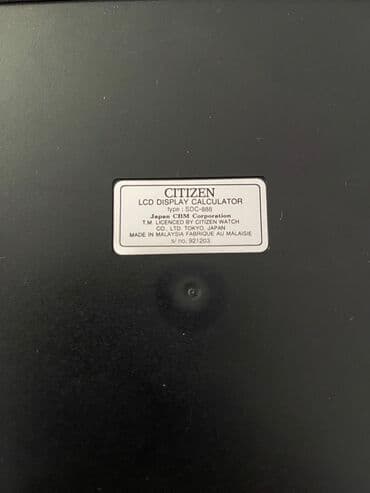 CITIZEN
LCD DISPLAY CALCULATOR
type : SDC-888
Japan CBM Corporation
T.M. LICENCED BY CITIZEN WATCH
CO., LTD. TOKYO, JAPAN
MADE IN MALAYSIA FABRIQUE AU MALAISIE
s/ no. 921203